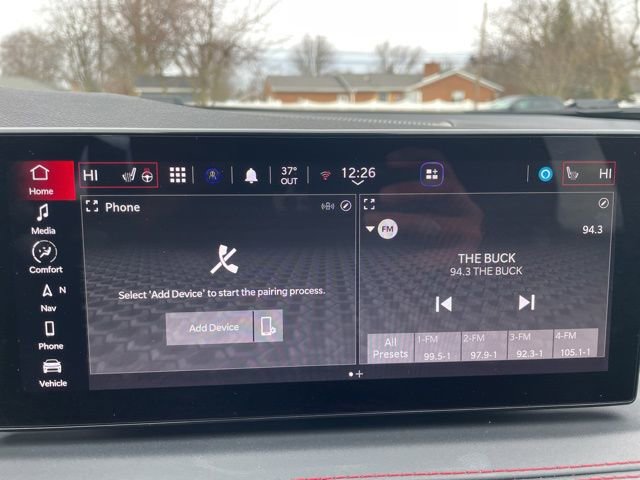 Home
HI
37°
OUT
12:26
HI
Media
Comfort
N
Nav
Phone
Vehicle
Phone
Select 'Add Device' to start the pairing process.
Add Device
FM
94.3
THE BUCK
94.3 THE BUCK
All
Presets
1-FM
99.5-1
2-FM
97.9-1
3-FM
92.3-1
4-FM
105.1-1